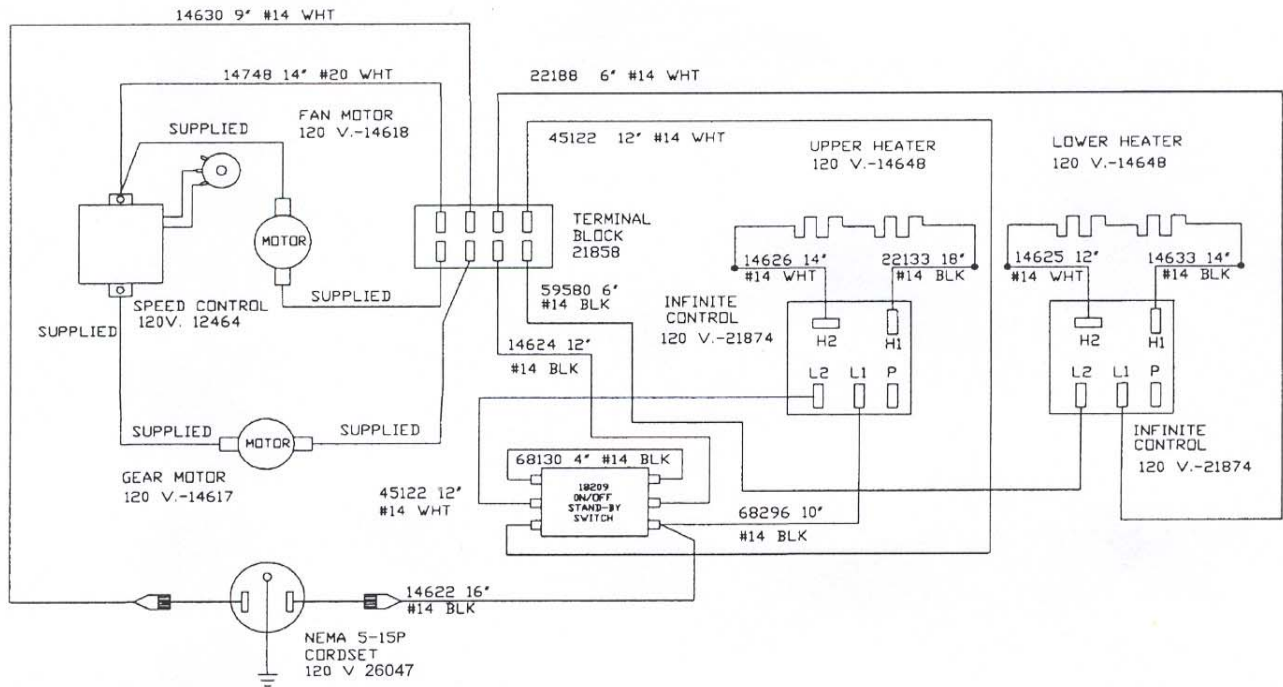 14630 9" #14 WHT
14748 14" #20 WHT
22188 6" #14 WHT
FAN MOTOR
120 V.-14618
SUPPLIED
45122 12" #14 WHT
UPPER HEATER
120 V.-14648
LOWER HEATER
120 V.-14648
MOTOR
TERMINAL
BLOCK
21858
14626 14"
#14 WHT
22133 18"
#14 BLK
14625 12"
#14 WHT
14633 14"
#14 BLK
SUPPLIED
SPEED CONTROL
120V. 12464
SUPPLIED
59580 6"
#14 BLK
INFINITE
CONTROL
120 V.-21874
H2
H1
L2
L1
P
H2
H1
L2
L1
P
14624 12"
#14 BLK
SUPPLIED
MOTOR
SUPPLIED
INFINITE
CONTROL
120 V.-21874
GEAR MOTOR
120 V.-14617
68130 4" #14 BLK
18209
ON/OFF
STAND-BY
SWITCH
45122 12"
#14 WHT
68296 10"
#14 BLK
14622 16"
#14 BLK
NEMA 5-15P
CORDSET
120 V 26047